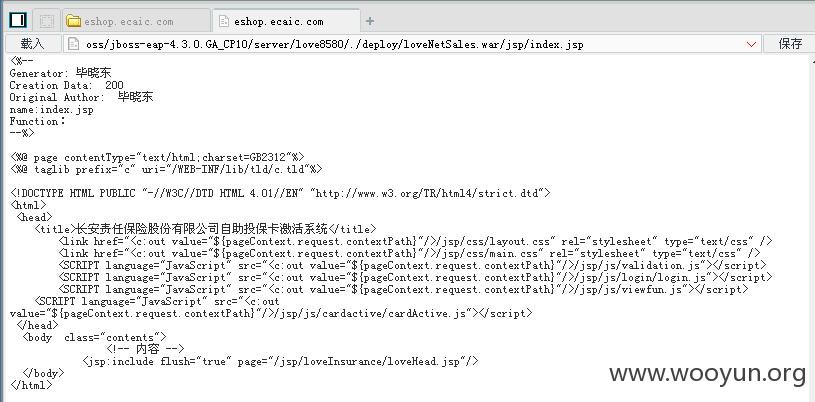 eshop.ecaic.com
eshop.ecaic.com
载入
oss/jboss-eap-4.3.0.GA_CP10/server/love8580/./deploy/loveNetSales.war/jsp/index.jsp
保存
<%--
Generator: 毕晓东
Creation Data:  200
Original Author:  毕晓东
name:index.jsp
Function:
--%>
<%@ page contentType="text/html;charset=GB2312"%>
<%@ taglib prefix="c" uri="/WEB-INF/lib/tld/c.tld"%>
<!DOCTYPE HTML PUBLIC "-//W3C//DTD HTML 4.01//EN" "http://www.w3.org/TR/html4/strict.dtd">
<html>
<head>
<title>长安责任保险股份有限公司自助投保卡激活系统</title>
<link href="<c:out value="${pageContext.request.contextPath}"/>/jsp/css/layout.css" rel="stylesheet" type="text/css" />
<link href="<c:out value="${pageContext.request.contextPath}"/>/jsp/css/main.css" rel="stylesheet" type="text/css" />
<SCRIPT language="JavaScript" src="<c:out value="${pageContext.request.contextPath}"/>/jsp/js/validation.js"></script>
<SCRIPT language="JavaScript" src="<c:out value="${pageContext.request.contextPath}"/>/jsp/js/login/login.js"></script>
<SCRIPT language="JavaScript" src="<c:out value="${pageContext.request.contextPath}"/>/jsp/js/viewfun.js"></script>
<SCRIPT language="JavaScript" src="<c:out
value="${pageContext.request.contextPath}"/>/jsp/js/cardactive/cardActive.js"></script>
</head>
<body  class="contents">
<!-- 内容 -->
<jsp:include flush="true" page="/jsp/loveInsurance/loveHead.jsp"/>
</body>
</html>
www.wooyun.org